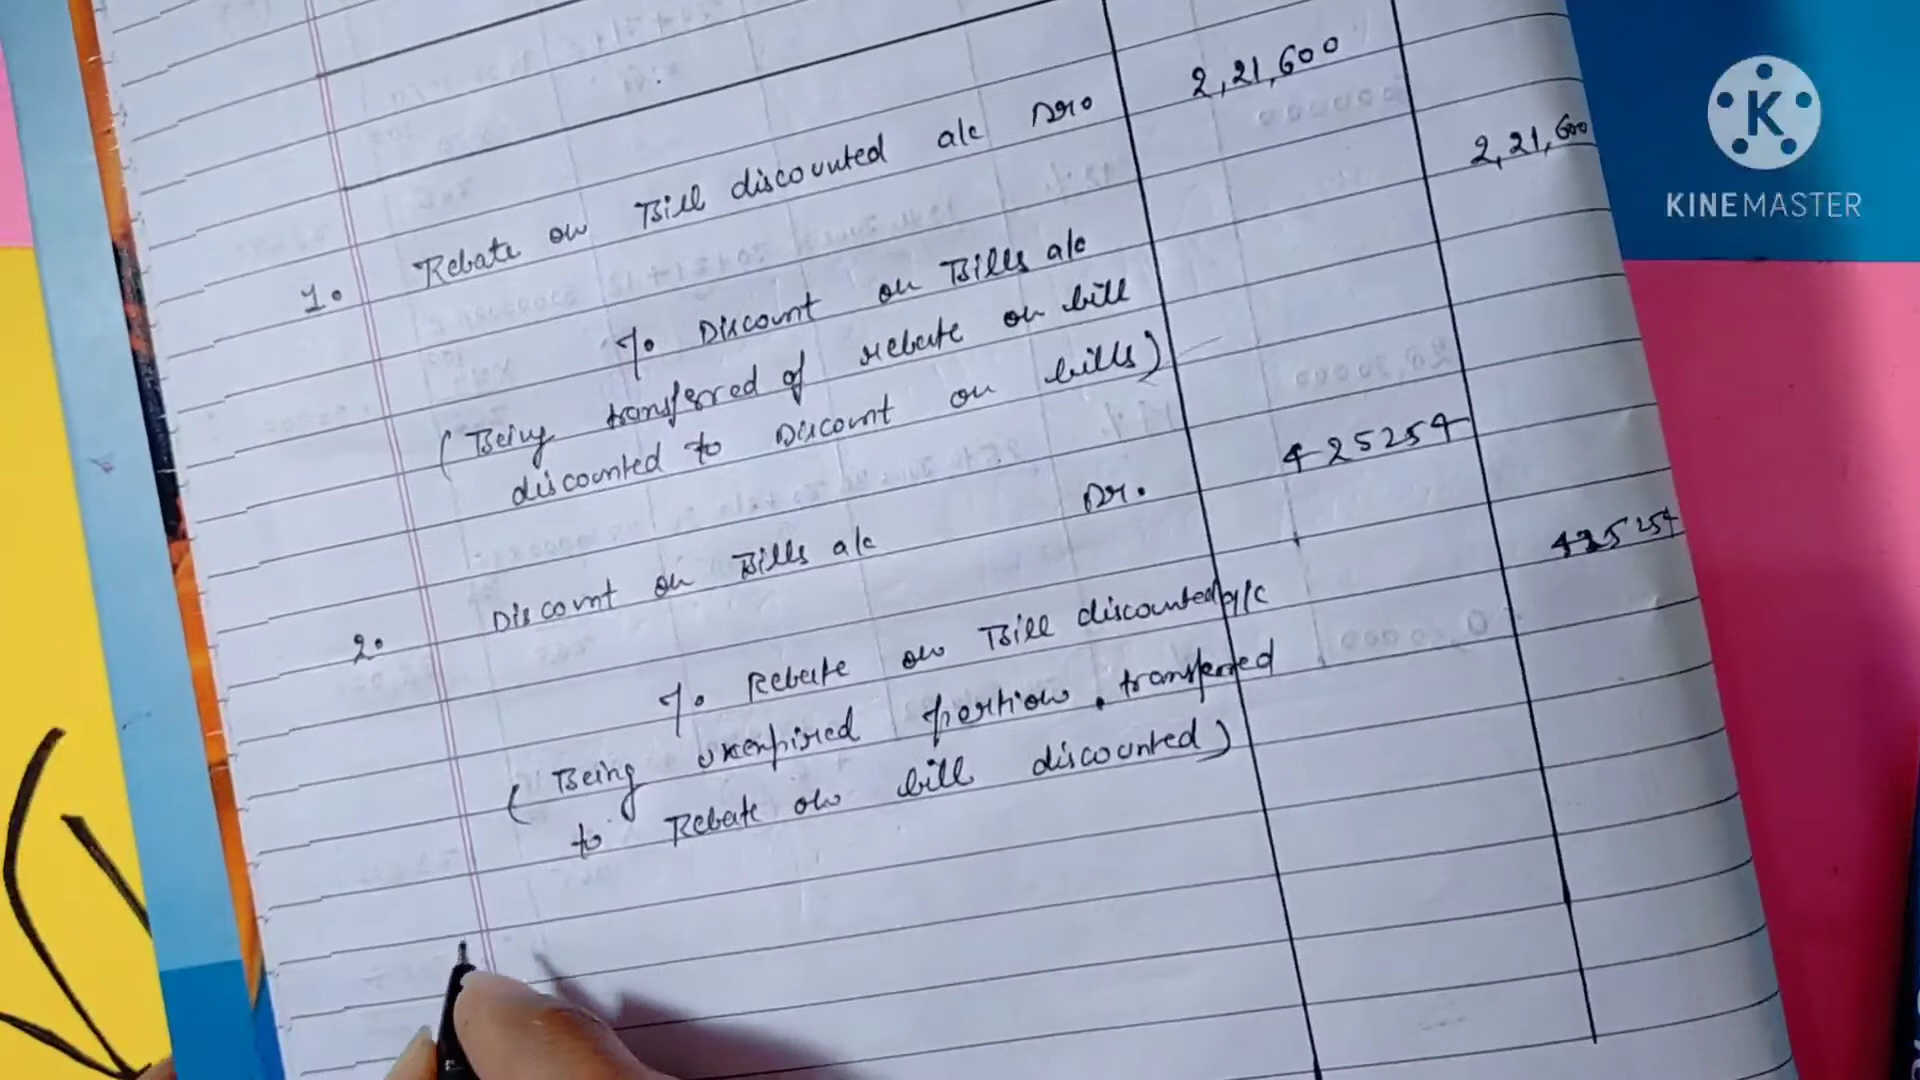 1. Rebate on Bill discounted a/c Dr. 2,21,600
To Discount on Bills a/c 2,21,600
(Being transferred of rebate on bill
discounted to Discount on bills)
2. Discount on Bills a/c Dr. 425254
To Rebate on Bill discounted a/c 425254
(Being unexpired portion . transferred
to Rebate on bill discounted)
K
KINEMASTER